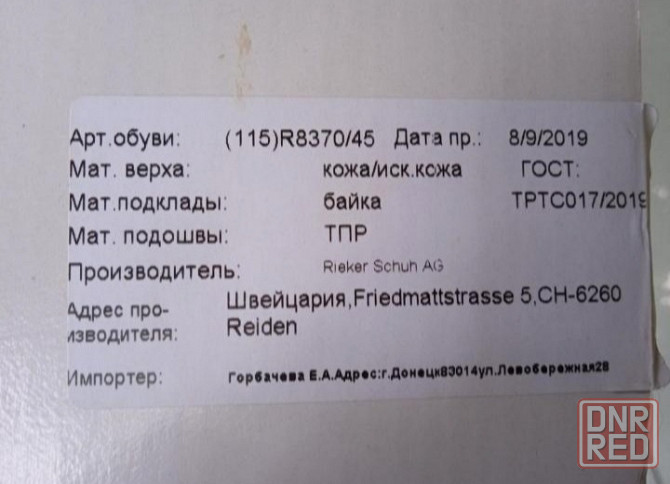 Арт.обуви: (115)R8370/45 Дата пр.: 8/9/2019
Мат. верха: кожа/иск.кожа ГОСТ:
Мат.подклады: байка ТРТС017/2019
Мат. подошвы: ТПР
Производитель: Rieker Schuh AG
Адрес про-
изводителя: Швейцария,Friedmattstrasse 5,CH-6260
Reiden
Импортер: Горбачева Е.А.Адрес:г.Донецк83014ул.Левобережная28
DNR
RED